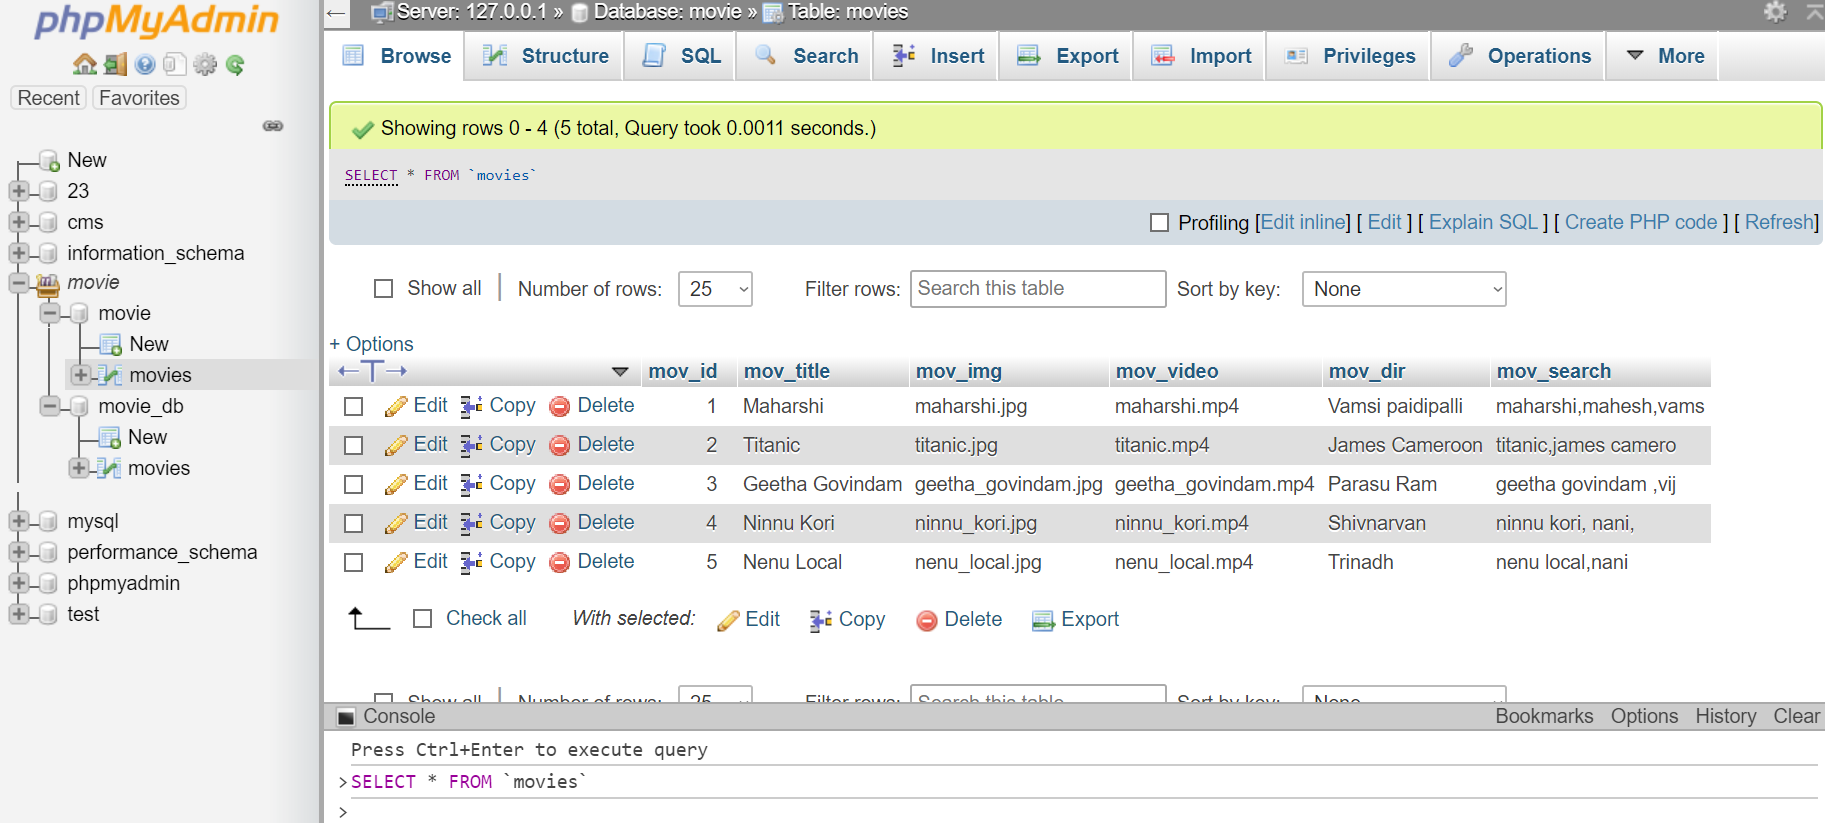 phpMyAdmin
Recent Favorites
New
23
cms
information_schema
movie
movie
New
movies
movie_db
New
movies
mysql
performance_schema
phpmyadmin
test
Server: 127.0.0.1 » Database: movie » Table: movies
Browse Structure SQL Search Insert Export Import Privileges Operations More
Showing rows 0 - 4 (5 total, Query took 0.0011 seconds.)
SELECT * FROM `movies`
Profiling [Edit inline] [ Edit ] [ Explain SQL ] [ Create PHP code ] [ Refresh]
Show all | Number of rows: 25 Filter rows: Search this table Sort by key: None
+ Options
mov_id mov_title mov_img mov_video mov_dir mov_search
Edit Copy Delete 1 Maharshi maharshi.jpg maharshi.mp4 Vamsi paidipalli maharshi,mahesh,vams
Edit Copy Delete 2 Titanic titanic.jpg titanic.mp4 James Cameroon titanic,james camero
Edit Copy Delete 3 Geetha Govindam geetha_govindam.jpg geetha_govindam.mp4 Parasu Ram geetha govindam ,vij
Edit Copy Delete 4 Ninnu Kori ninnu_kori.jpg ninnu_kori.mp4 Shivnarvan ninnu kori, nani,
Edit Copy Delete 5 Nenu Local nenu_local.jpg nenu_local.mp4 Trinadh nenu local,nani
Check all With selected: Edit Copy Delete Export
Show all | Number of rows: 25 Filter rows: Search this table Sort by key: None
Console Bookmarks Options History Clear
Press Ctrl+Enter to execute query
>SELECT * FROM `movies`
>